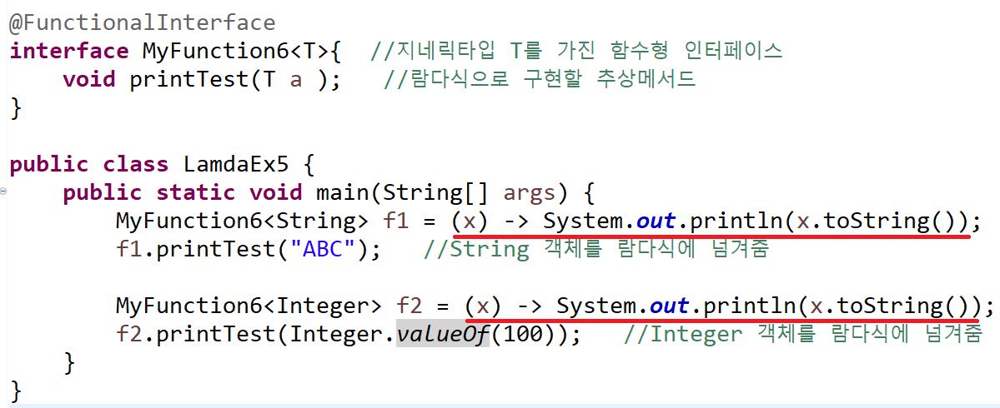 @FunctionalInterface
interface MyFunction6<T>{  //지네릭타입 T를 가진 함수형 인터페이스
    void printTest(T a );   //람다식으로 구현할 추상메서드
}

public class LamdaEx5 {
    public static void main(String[] args) {
        MyFunction6<String> f1 = (x) -> System.out.println(x.toString());
        f1.printTest("ABC");   //String 객체를 람다식에 넘겨줌

        MyFunction6<Integer> f2 = (x) -> System.out.println(x.toString());
        f2.printTest(Integer.valueOf(100));   //Integer 객체를 람다식에 넘겨줌
    }
}